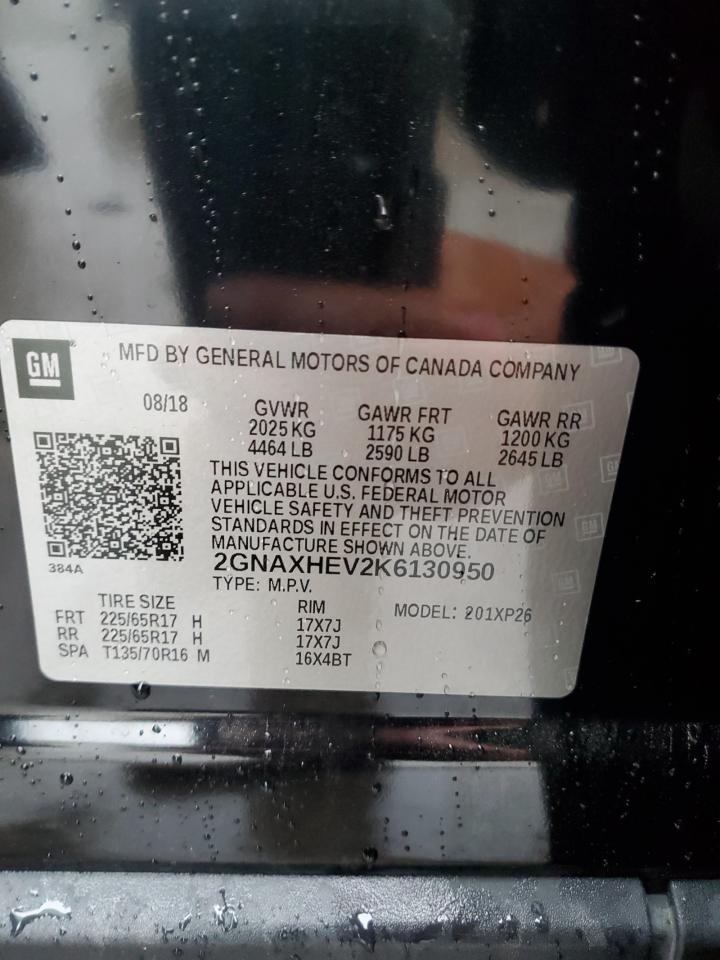 GM
MFD BY GENERAL MOTORS OF CANADA COMPANY
08/18
GVWR
2025 KG
4464 LB
GAWR FRT
1175 KG
2590 LB
GAWR RR
1200 KG
2645 LB
THIS VEHICLE CONFORMS TO ALL
APPLICABLE U.S. FEDERAL MOTOR
VEHICLE SAFETY AND THEFT PREVENTION
STANDARDS IN EFFECT ON THE DATE OF
MANUFACTURE SHOWN ABOVE.
384A
2GNAXHEV2K6130950
TYPE: M.P.V.
MODEL: 201XP26
TIRE SIZE RIM
FRT 225/65R17 H 17X7J
RR 225/65R17 H 17X7J
SPA T135/70R16 M 16X4BT